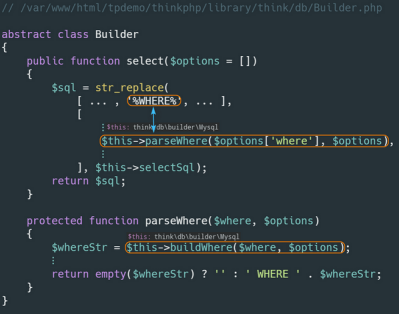 // /var/www/html/tpdemo/thinkphp/library/think/db/Builder.php
abstract class Builder
{
public function select($options = [])
{
$sql = str_replace(
[ ... , '%WHERE%', ... ],
[
⋮ $this: think\db\builder\Mysql
$this->parseWhere($options['where'], $options),
⋮
], $this->selectSql);
return $sql;
}
protected function parseWhere($where, $options)
{
$this: think\db\builder\Mysql
$whereStr = $this->buildWhere($where, $options);
⋮
return empty($whereStr) ? '' : ' WHERE ' . $whereStr;
}
}